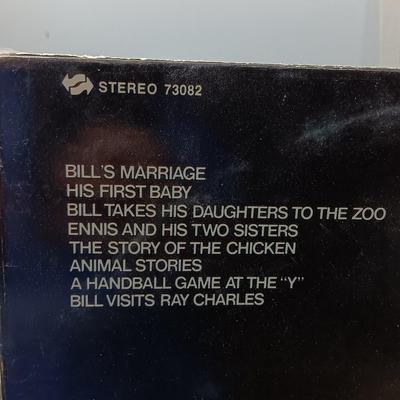 STEREO 73082
BILL'S MARRIAGE
HIS FIRST BABY
BILL TAKES HIS DAUGHTERS TO THE ZOO
ENNIS AND HIS TWO SISTERS
THE STORY OF THE CHICKEN
ANIMAL STORIES
A HANDBALL GAME AT THE "Y"
BILL VISITS RAY CHARLES